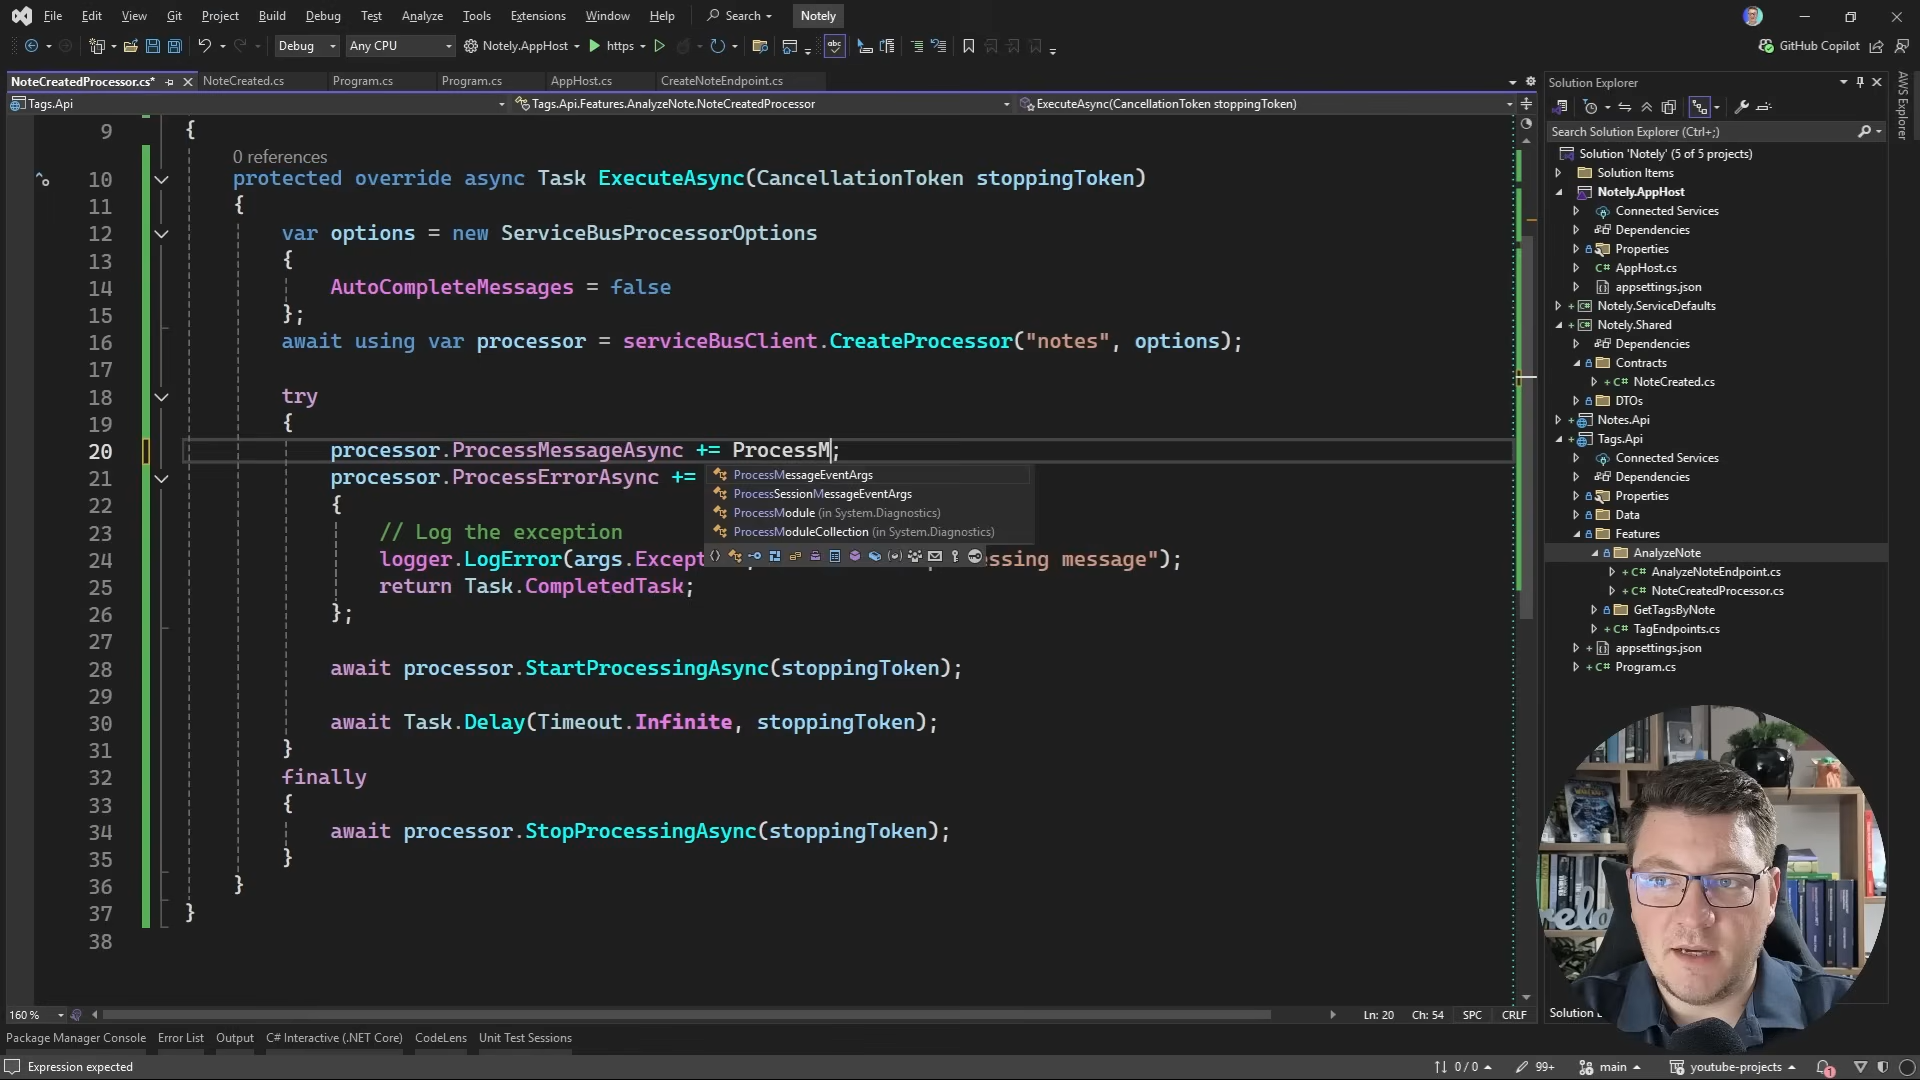 File Edit View Git Project Build Debug Test Analyze Tools Extensions Window Help Search Notely
Debug Any CPU Notely.AppHost https GitHub Copilot
NoteCreatedProcessor.cs* NoteCreated.cs Program.cs Program.cs AppHost.cs CreateNoteEndpoint.cs
Tags.Api Tags.Api.Features.AnalyzeNote.NoteCreatedProcessor ExecuteAsync(CancellationToken stoppingToken)
9 {
0 references
10 protected override async Task ExecuteAsync(CancellationToken stoppingToken)
11 {
12 var options = new ServiceBusProcessorOptions
13 {
14 AutoCompleteMessages = false
15 };
16 await using var processor = serviceBusClient.CreateProcessor("notes", options);
17
18 try
19 {
20 processor.ProcessMessageAsync += ProcessM;
21 processor.ProcessErrorAsync +=
22 {
23 // Log the exception
24 logger.LogError(args.Except essing message");
25 return Task.CompletedTask;
26 };
27
28 await processor.StartProcessingAsync(stoppingToken);
29
30 await Task.Delay(Timeout.Infinite, stoppingToken);
31 }
32 finally
33 {
34 await processor.StopProcessingAsync(stoppingToken);
35 }
36 }
37 }
38
ProcessMessageEventArgs
ProcessSessionMessageEventArgs
ProcessModule (in System.Diagnostics)
ProcessModuleCollection (in System.Diagnostics)
Solution Explorer
Search Solution Explorer (Ctrl+;)
Solution 'Notely' (5 of 5 projects)
Solution Items
Notely.AppHost
Connected Services
Dependencies
Properties
AppHost.cs
appsettings.json
Notely.ServiceDefaults
Notely.Shared
Dependencies
Contracts
NoteCreated.cs
DTOs
Notes.Api
Tags.Api
Connected Services
Dependencies
Properties
Data
Features
AnalyzeNote
AnalyzeNoteEndpoint.cs
NoteCreatedProcessor.cs
GetTagsByNote
TagEndpoints.cs
appsettings.json
Program.cs
AWS Explorer
160 % Ln: 20 Ch: 54 SPC CRLF
Solution E
Package Manager Console Error List Output C# Interactive (.NET Core) CodeLens Unit Test Sessions
Expression expected 0 / 0 99+ main youtube-projects 1